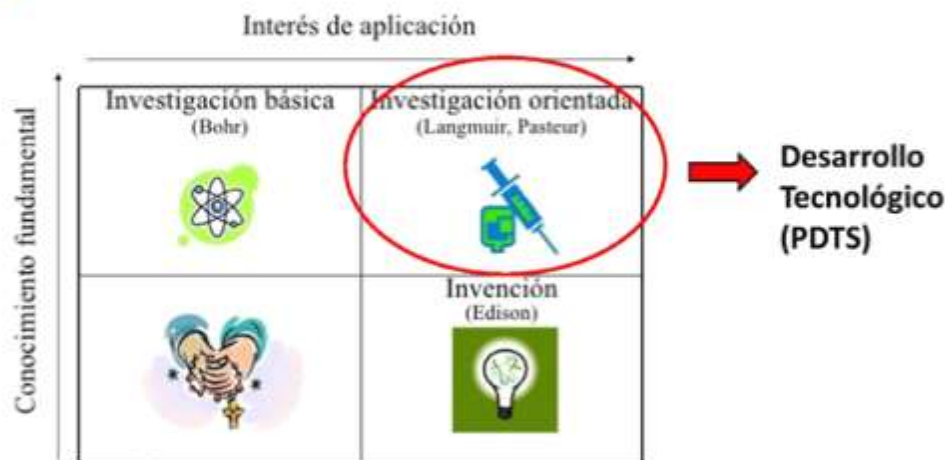 Interés de aplicación
Conocimiento fundamental
Investigación básica
(Bohr)
Investigación orientada
(Langmuir, Pasteur)
Desarrollo
Tecnológico
(PDTS)
Invención
(Edison)